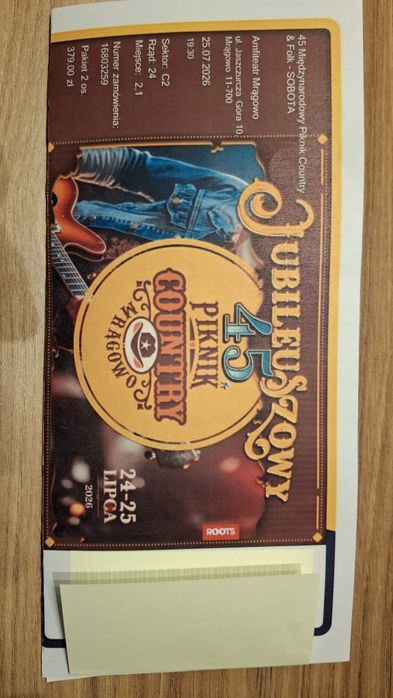 45 Międzynarodowy Piknik Country
& Folk - SOBOTA
Amfiteatr Mrągowo
ul. Jaszczurcza Góra 10
Mrągowo 11-700
25.07.2026
19:30
Sektor: C2
Rząd: 24
Miejsce: 2,1
Numer zamówienia:
16803259
Pakiet 2 os
379,00 zł
JUBILEUSZOWY
45
PIKNIK
COUNTRY
MRĄGOWO
24-25
LIPCA
2026
ROOTS